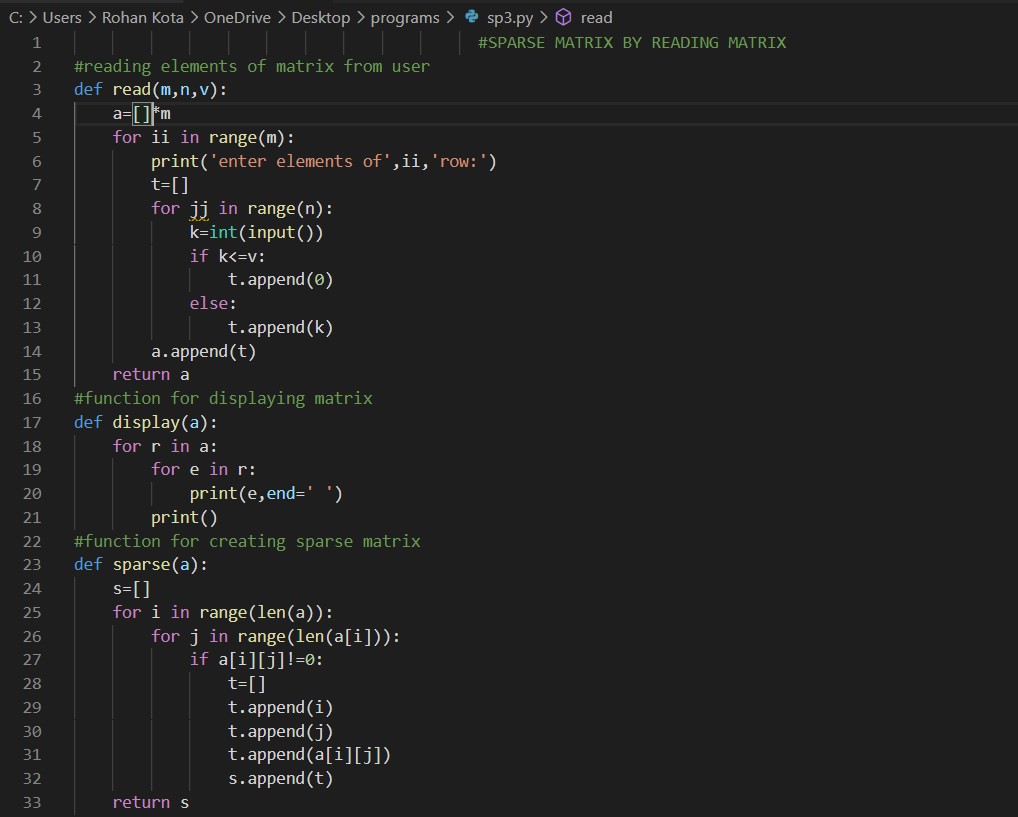 C: > Users > Rohan Kota > OneDrive > Desktop > programs > sp3.py > read
1 #SPARSE MATRIX BY READING MATRIX
2 #reading elements of matrix from user
3 def read(m,n,v):
4     a=[]*m
5     for ii in range(m):
6         print('enter elements of',ii,'row:')
7         t=[]
8         for jj in range(n):
9             k=int(input())
10             if k<=v:
11                 t.append(0)
12             else:
13                 t.append(k)
14         a.append(t)
15     return a
16 #function for displaying matrix
17 def display(a):
18     for r in a:
19         for e in r:
20             print(e,end=' ')
21         print()
22 #function for creating sparse matrix
23 def sparse(a):
24     s=[]
25     for i in range(len(a)):
26         for j in range(len(a[i])):
27             if a[i][j]!=0:
28                 t=[]
29                 t.append(i)
30                 t.append(j)
31                 t.append(a[i][j])
32                 s.append(t)
33     return s